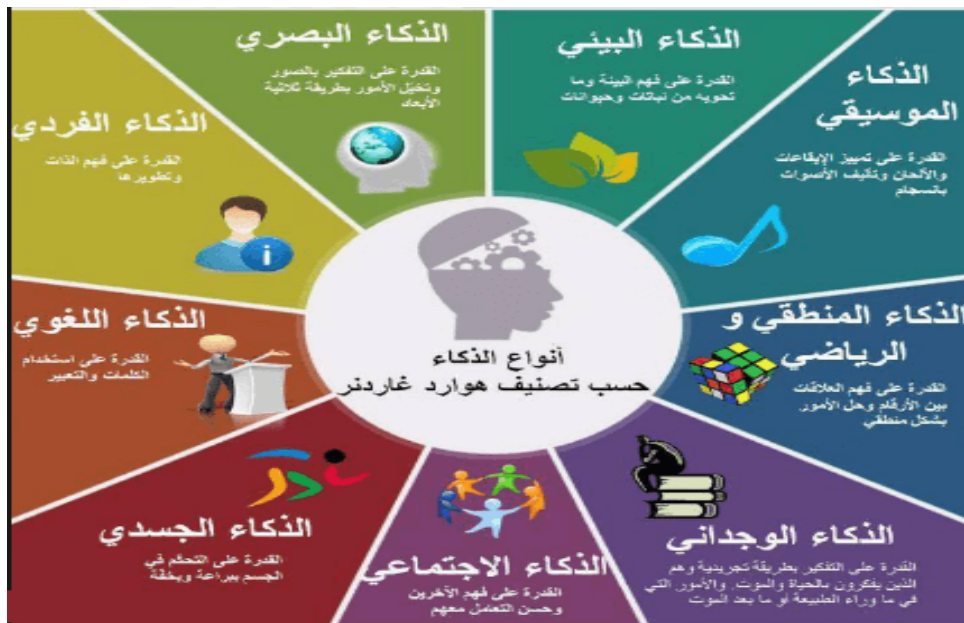 الذكاء
الموسيقي
القدرة على تمييز الإيقاعات
والألحان وتأليف الأصوات
بانسجام
الذكاء البيئي
القدرة على فهم البيئة وما
تحويه من نباتات وحيوانات
الذكاء البصري
القدرة على التفكير بالصور
وتخيل الأمور بطريقة ثلاثية
الأبعاد
الذكاء الفردي
القدرة على فهم الذات
وتطويرها
الذكاء اللغوي
القدرة على استخدام
الكلمات والتعبير
الذكاء الجسدي
القدرة على التحكم في
الجسم ببراعة وبخفة
الذكاء الاجتماعي
القدرة على فهم الآخرين
وحسن التعامل معهم
الذكاء الوجداني
القدرة على التفكير بطريقة تجريدية وهم
الذين يفكرون بالحياة والموت، والأمور التي
في ما وراء الطبيعة أو ما بعد الموت
الذكاء المنطقي و
الرياضي
القدرة على فهم العلاقات
بين الأرقام وحل الأمور
بشكل منطقي
أنواع الذكاء
حسب تصنيف هوارد غاردنر